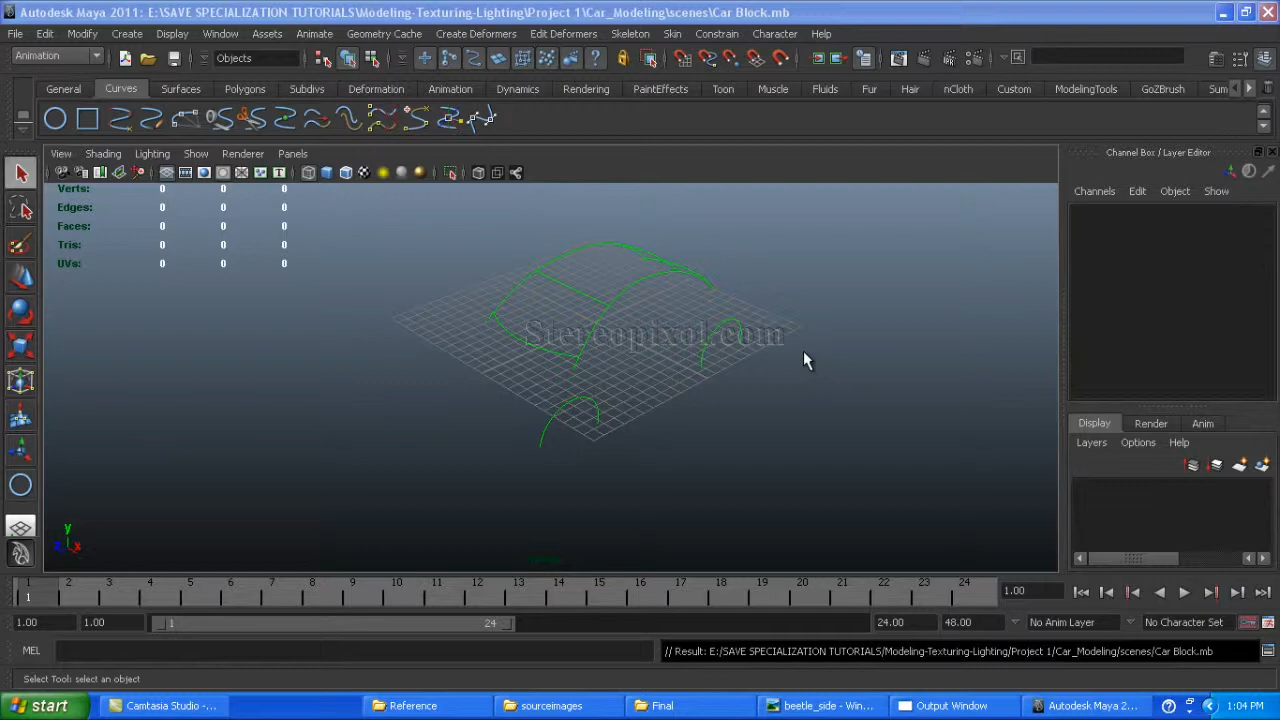 Autodesk Maya 2011: E:\SAVE SPECIALIZATION TUTORIALS\Modeling-Texturing-Lighting\Project 1\Car_Modeling\scenes\Car Block.mb
File Edit Modify Create Display Window Assets Animate Geometry Cache Create Deformers Edit Deformers Skeleton Skin Constrain Character Help
Animation Objects
General Curves Surfaces Polygons Subdivs Deformation Animation Dynamics Rendering PaintEffects Toon Muscle Fluids Fur Hair nCloth Custom ModelingTools GoZBrush Sum
View Shading Lighting Show Renderer Panels
Channel Box / Layer Editor
Channels Edit Object Show
Verts: 0 0 0
Edges: 0 0 0
Faces: 0 0 0
Tris: 0 0 0
UVs: 0 0 0
Stereopixol.com
Display Render Anim
Layers Options Help
y
x
1 2 3 4 5 6 7 8 9 10 11 12 13 14 15 16 17 18 19 20 21 22 23 24
1 1.00
1.00 1.00 1 24 24.00 48.00 No Anim Layer No Character Set
MEL // Result: E:/SAVE SPECIALIZATION TUTORIALS/Modeling-Texturing-Lighting/Project 1/Car_Modeling/scenes/Car Block.mb
Select Tool: select an object
start Camtasia Studio -... Reference sourceimages Final beetle_side - Win... Output Window Autodesk Maya 2... 1:04 PM